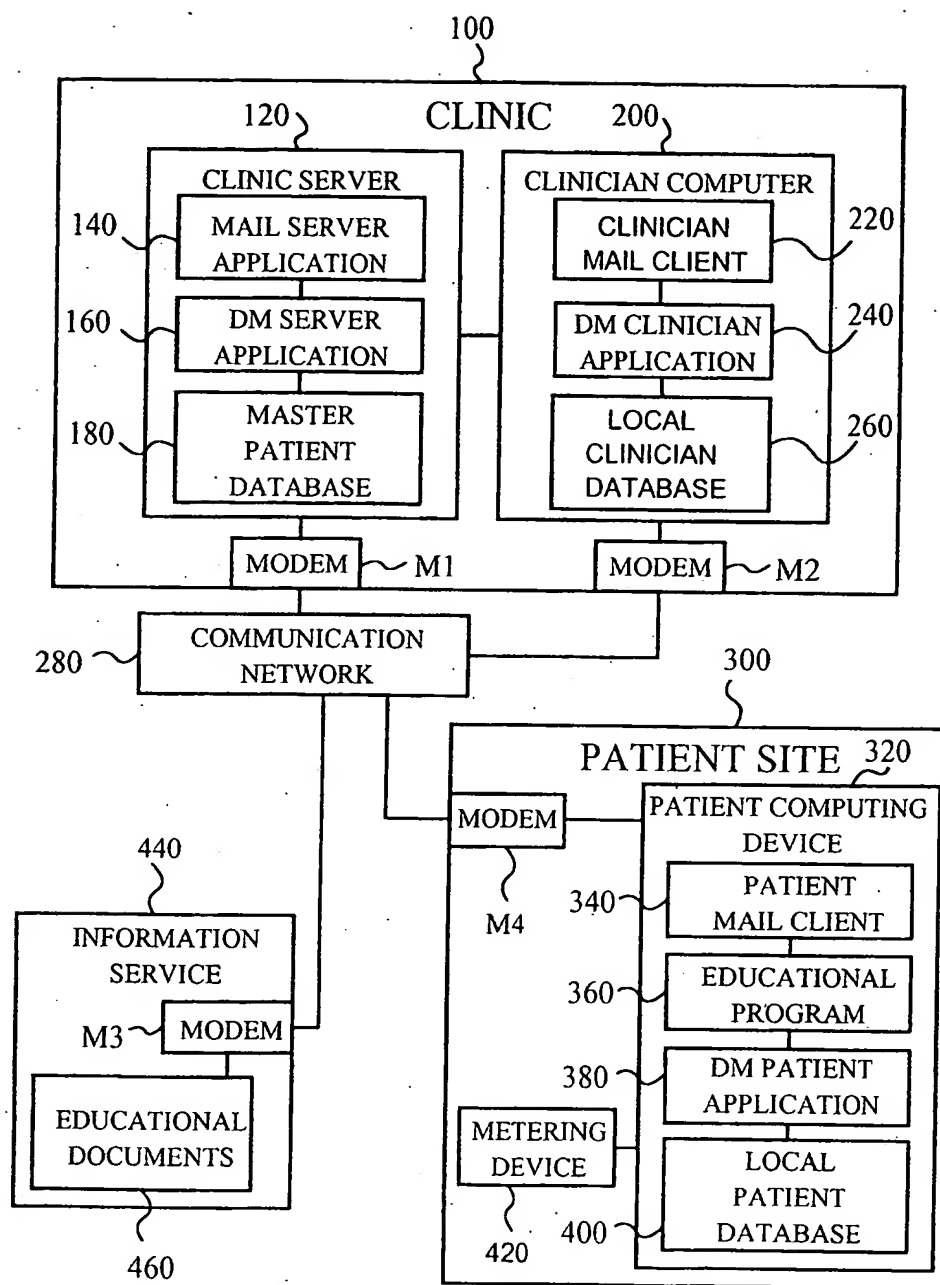 100
CLINIC
120
200
CLINIC SERVER
CLINICIAN COMPUTER
140
MAIL SERVER
APPLICATION
CLINICIAN
MAIL CLIENT
220
160
DM SERVER
APPLICATION
DM CLINICIAN
APPLICATION
240
180
MASTER
PATIENT
DATABASE
LOCAL
CLINICIAN
DATABASE
260
MODEM
M1
MODEM
M2
280
COMMUNICATION
NETWORK
300
PATIENT SITE
320
MODEM
M4
PATIENT COMPUTING
DEVICE
340
PATIENT
MAIL CLIENT
360
EDUCATIONAL
PROGRAM
380
DM PATIENT
APPLICATION
METERING
DEVICE
420
400
LOCAL
PATIENT
DATABASE
440
INFORMATION
SERVICE
M3
MODEM
EDUCATIONAL
DOCUMENTS
460